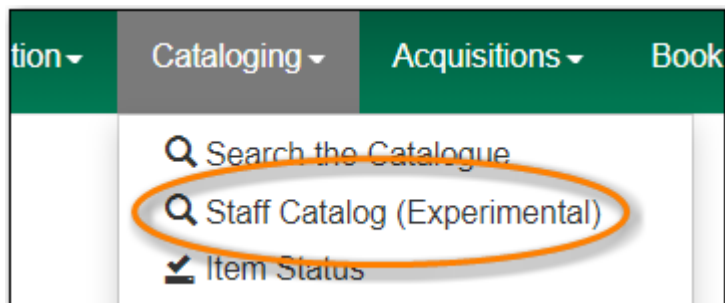 tion Cataloging Acquisitions Book
Search the Catalogue
Staff Catalog (Experimental)
Item Status